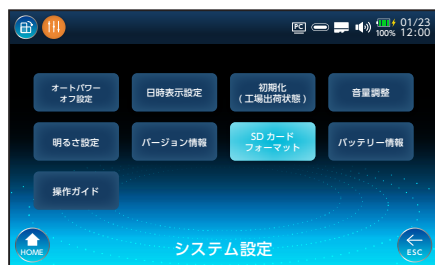 PC 01/23
100% 12:00
オートパワー
オフ設定
日時表示設定
初期化
(工場出荷状態)
音量調整
明るさ設定
バージョン情報
SD カード
フォーマット
バッテリー情報
操作ガイド
HOME
システム設定
ESC